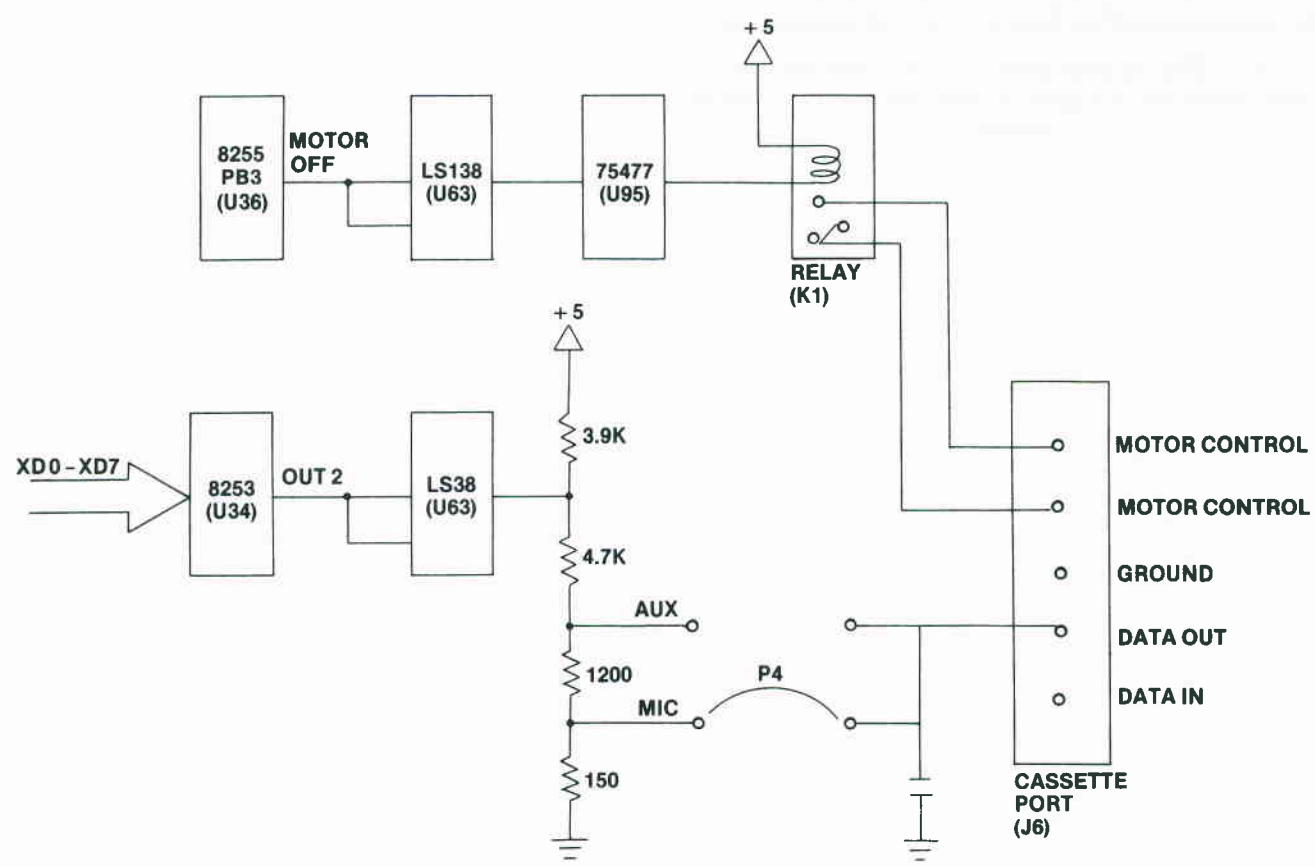 +5
8255
PB3
(U36)
MOTOR
OFF
LS138
(U63)
75477
(U95)
RELAY
(K1)
+5
3.9K
XD0-XD7
8253
(U34)
OUT 2
LS38
(U63)
4.7K
AUX
1200
MIC
P4
150
MOTOR CONTROL
MOTOR CONTROL
GROUND
DATA OUT
DATA IN
CASSETTE
PORT
(J6)